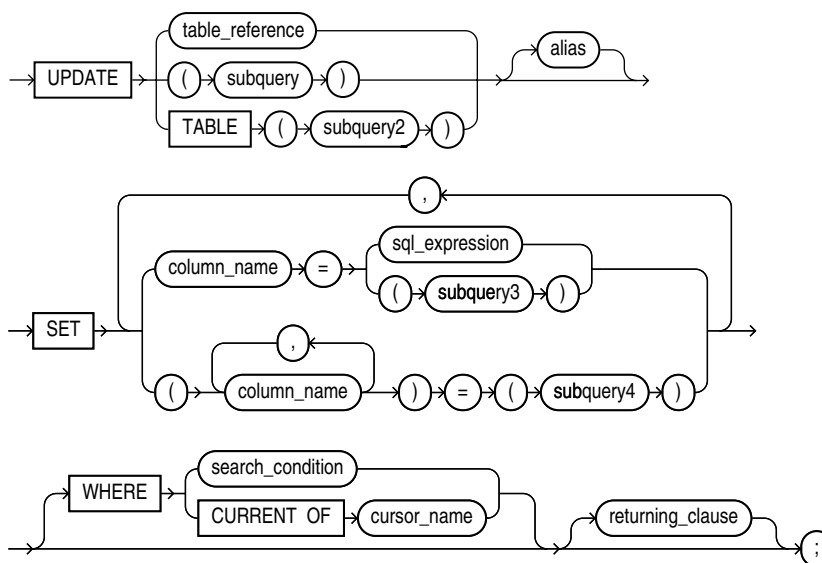 table_reference
alias
UPDATE ( subquery )
TABLE ( subquery2 )
,
sql_expression
column_name =
( subquery3 )
SET
,
( column_name ) = ( subquery4 )
search_condition
WHERE
CURRENT OF cursor_name returning_clause
;